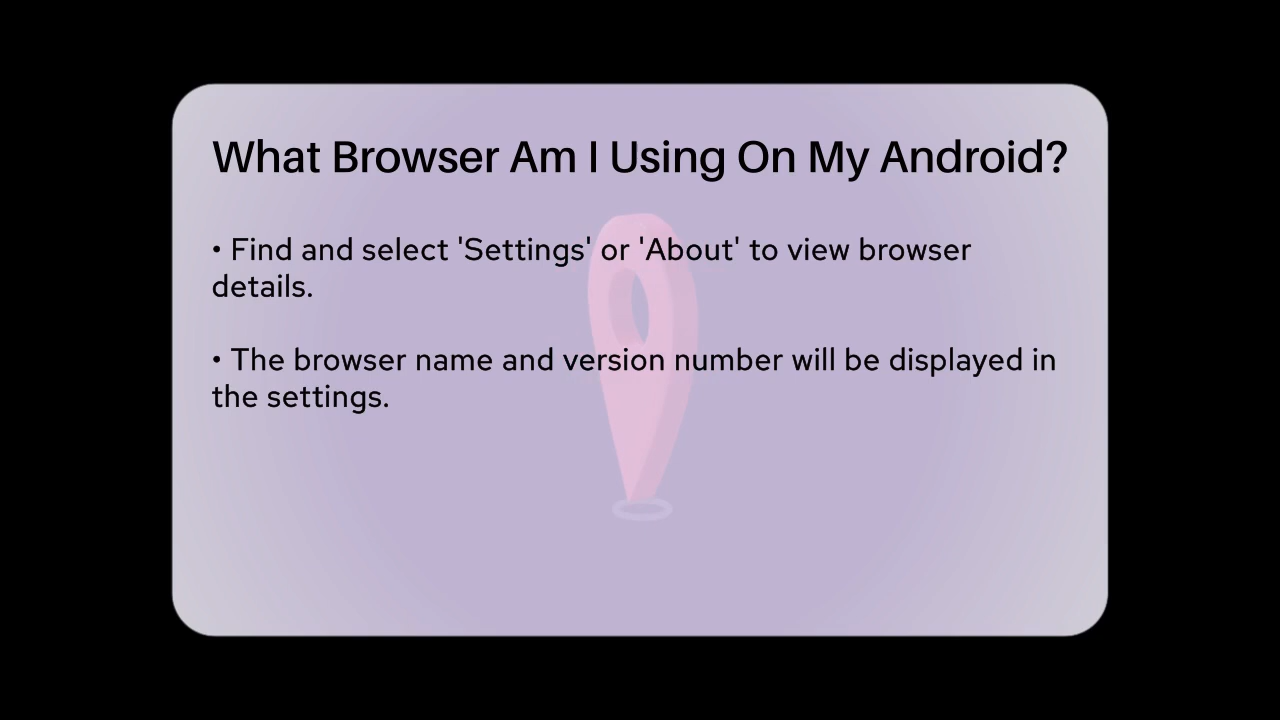 What Browser Am I Using On My Android?
• Find and select 'Settings' or 'About' to view browser
details.
• The browser name and version number will be displayed in
the settings.